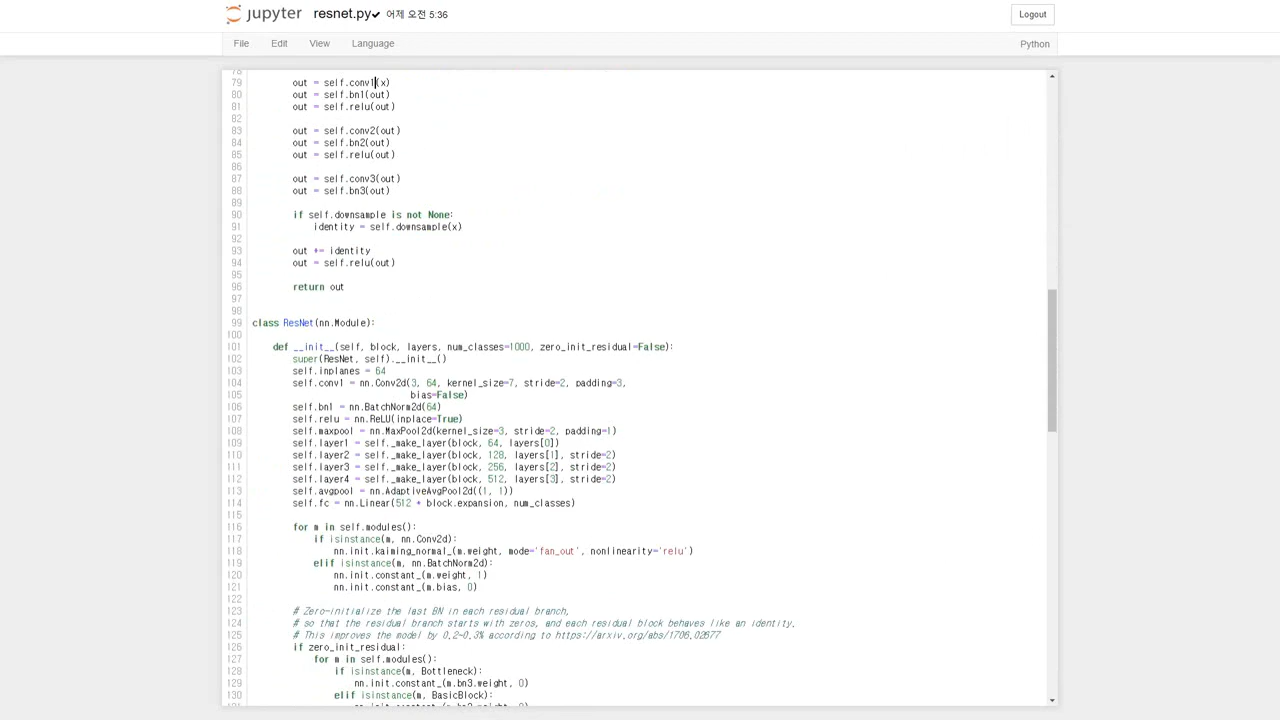 jupyter resnet.py✔ 어제 오전 5:36
Logout
File Edit View Language
Python
78
79 out = self.conv1(x)
80 out = self.bn1(out)
81 out = self.relu(out)
82
83 out = self.conv2(out)
84 out = self.bn2(out)
85 out = self.relu(out)
86
87 out = self.conv3(out)
88 out = self.bn3(out)
89
90 if self.downsample is not None:
91 identity = self.downsample(x)
92
93 out += identity
94 out = self.relu(out)
95
96 return out
97
98
99 class ResNet(nn.Module):
100
101 def __init__(self, block, layers, num_classes=1000, zero_init_residual=False):
102 super(ResNet, self).__init__()
103 self.inplanes = 64
104 self.conv1 = nn.Conv2d(3, 64, kernel_size=7, stride=2, padding=3,
105 bias=False)
106 self.bn1 = nn.BatchNorm2d(64)
107 self.relu = nn.ReLU(inplace=True)
108 self.maxpool = nn.MaxPool2d(kernel_size=3, stride=2, padding=1)
109 self.layer1 = self._make_layer(block, 64, layers[0])
110 self.layer2 = self._make_layer(block, 128, layers[1], stride=2)
111 self.layer3 = self._make_layer(block, 256, layers[2], stride=2)
112 self.layer4 = self._make_layer(block, 512, layers[3], stride=2)
113 self.avgpool = nn.AdaptiveAvgPool2d((1, 1))
114 self.fc = nn.Linear(512 * block.expansion, num_classes)
115
116 for m in self.modules():
117 if isinstance(m, nn.Conv2d):
118 nn.init.kaiming_normal_(m.weight, mode='fan_out', nonlinearity='relu')
119 elif isinstance(m, nn.BatchNorm2d):
120 nn.init.constant_(m.weight, 1)
121 nn.init.constant_(m.bias, 0)
122
123 # Zero-initialize the last BN in each residual branch,
124 # so that the residual branch starts with zeros, and each residual block behaves like an identity.
125 # This improves the model by 0.2~0.3% according to https://arxiv.org/abs/1706.02677
126 if zero_init_residual:
127 for m in self.modules():
128 if isinstance(m, Bottleneck):
129 nn.init.constant_(m.bn3.weight, 0)
130 elif isinstance(m, BasicBlock):